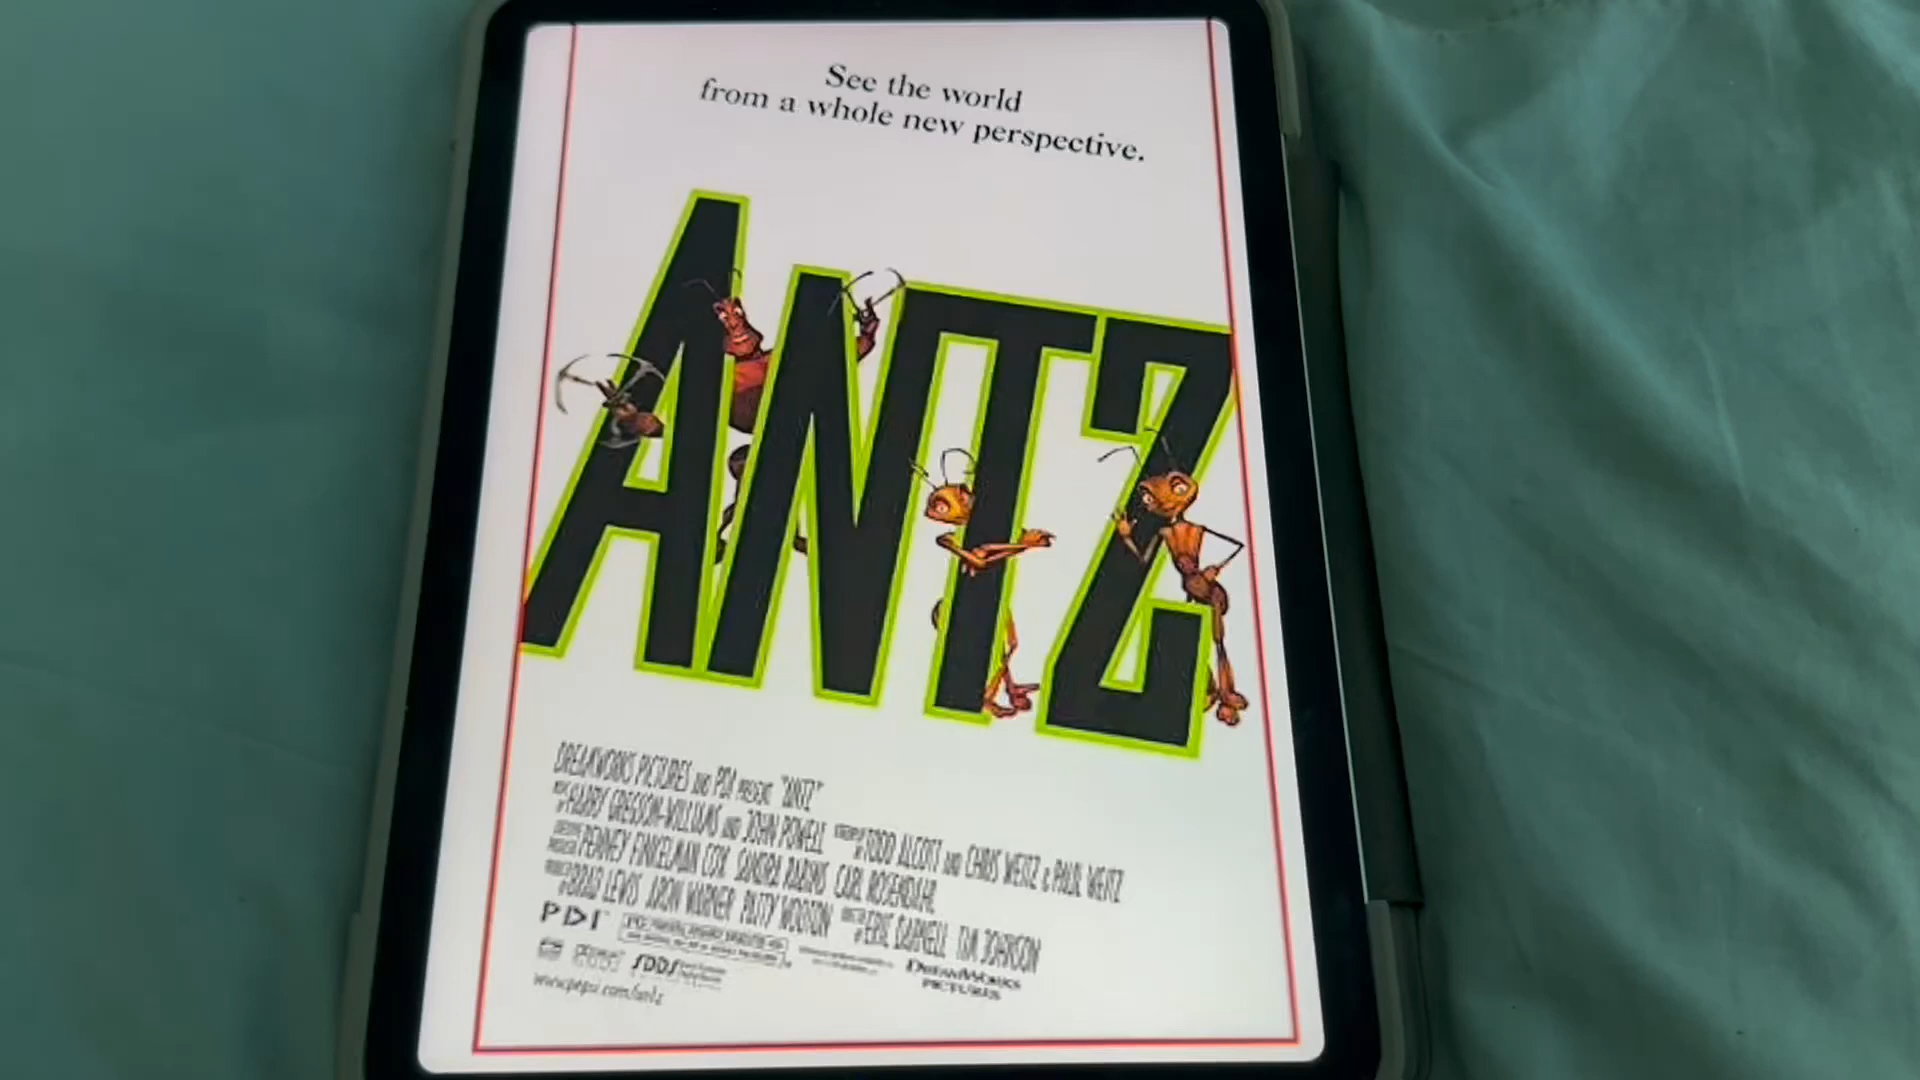 See the world
from a whole new perspective.
ANTZ
DREAMWORKS PICTURES AND PDI PRESENT "ANTZ"
HARRY GREGSON-WILLIAMS AND JOHN POWELL TODD ALCOTT AND CHRIS WEITZ & PAUL WEITZ
PENNEY FINKELMAN COX SANDRA RABINS CARL ROSENDAHL
BRAD LEWIS ARON WARNER PATTY WOOTON ERIC DARNELL TIM JOHNSON
PDI
SDDS
DREAMWORKS
PICTURES
www.pepsi.com/antz